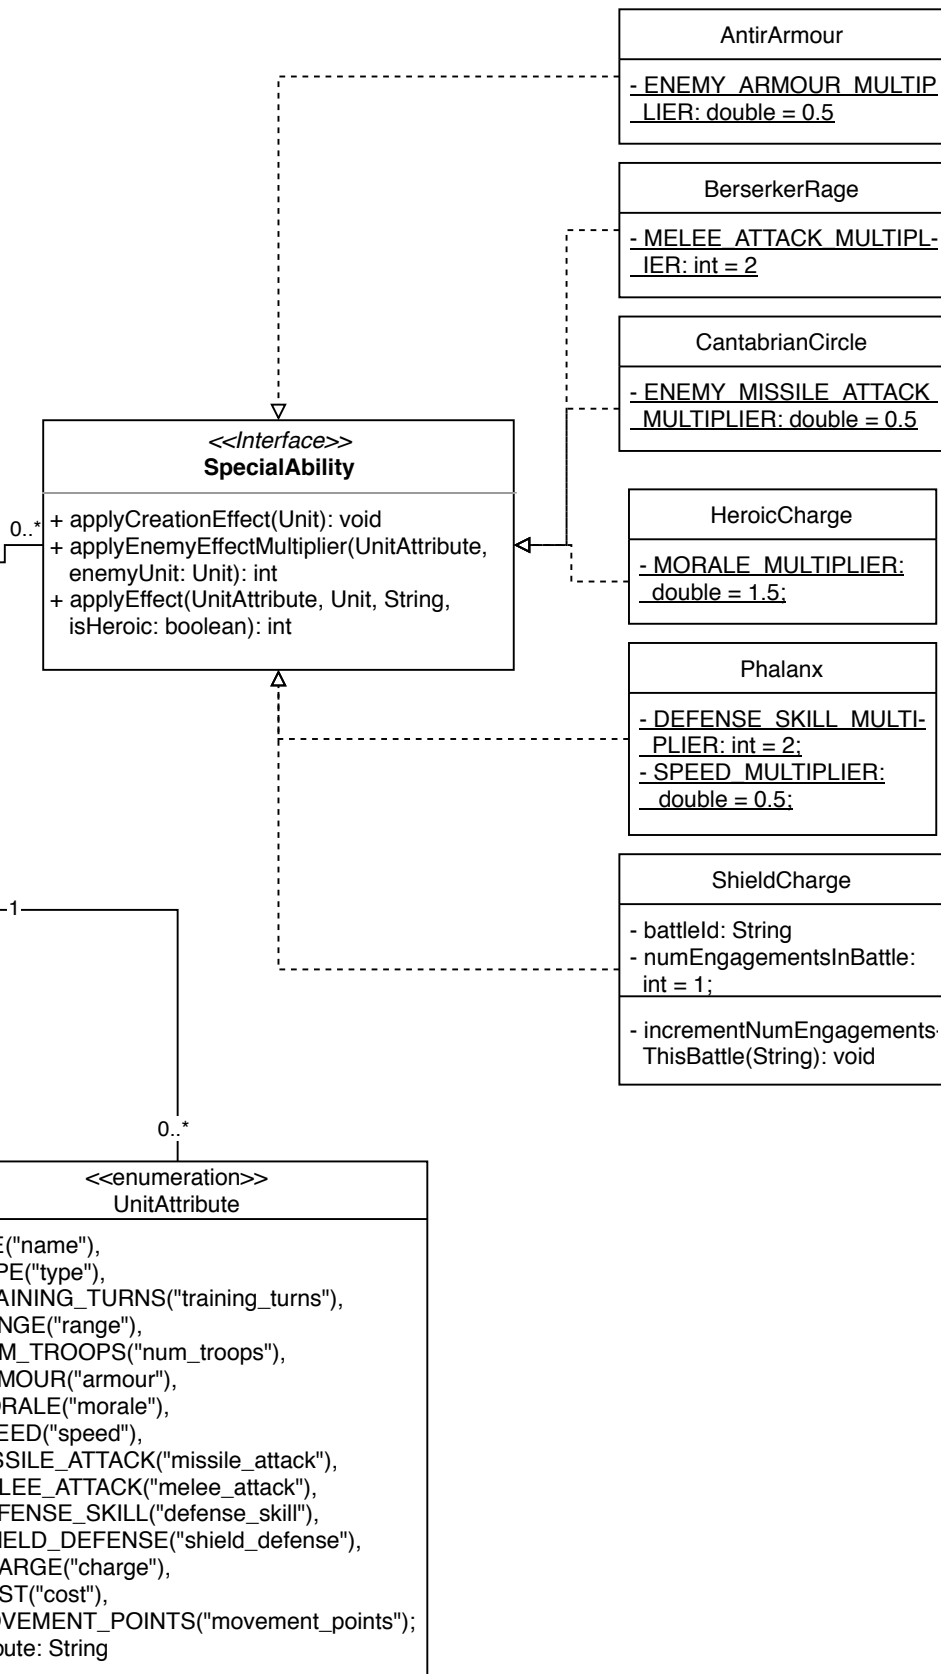 AntirArmour
- ENEMY_ARMOUR_MULTIP
_LIER: double = 0.5
BerserkerRage
- MELEE_ATTACK_MULTIPL-
IER: int = 2
CantabrianCircle
- ENEMY_MISSILE_ATTACK_
MULTIPLIER: double = 0.5
<<Interface>>
SpecialAbility
0..*
+ applyCreationEffect(Unit): void
+ applyEnemyEffectMultiplier(UnitAttribute,
enemyUnit: Unit): int
+ applyEffect(UnitAttribute, Unit, String,
isHeroic: boolean): int
HeroicCharge
- MORALE_MULTIPLIER:
double = 1.5;
Phalanx
- DEFENSE_SKILL_MULTI-
PLIER: int = 2;
- SPEED_MULTIPLIER:
double = 0.5;
ShieldCharge
- battleId: String
- numEngagementsInBattle:
int = 1;
- incrementNumEngagements-
ThisBattle(String): void
1
0..*
<<enumeration>>
UnitAttribute
E("name"),
PE("type"),
AINING_TURNS("training_turns"),
NGE("range"),
M_TROOPS("num_troops"),
MOUR("armour"),
ORALE("morale"),
EED("speed"),
SSILE_ATTACK("missile_attack"),
LEE_ATTACK("melee_attack"),
FENSE_SKILL("defense_skill"),
IELD_DEFENSE("shield_defense"),
ARGE("charge"),
ST("cost"),
OVEMENT_POINTS("movement_points");
bute: String